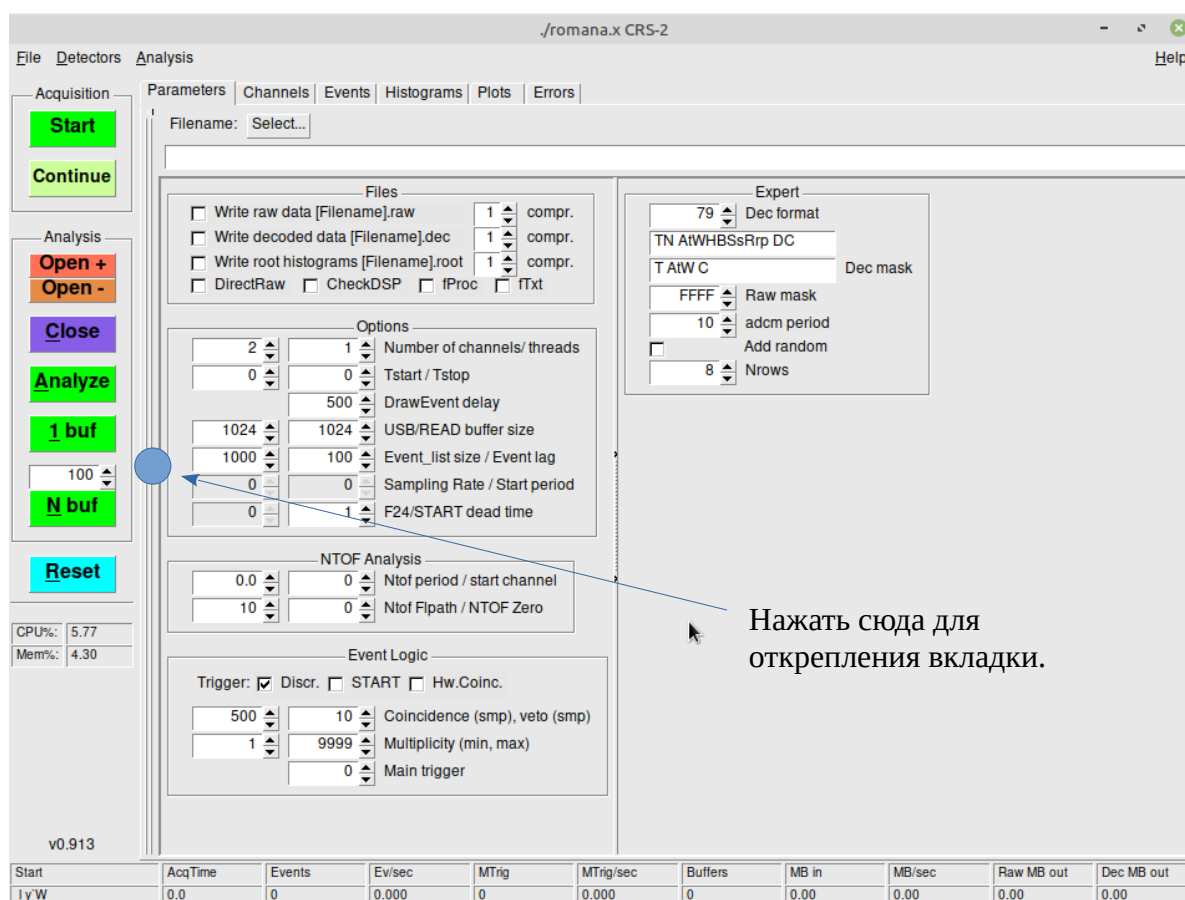 ./romana.x CRS-2
File Detectors Analysis Help
Acquisition
Start
Continue
Analysis
Open +
Open -
Close
Analyze
1 buf
100
N buf
Reset
CPU%: 5.77
Mem%: 4.30
v0.913
Parameters Channels Events Histograms Plots Errors
Filename: Select...
Files
Write raw data [Filename].raw 1 compr.
Write decoded data [Filename].dec 1 compr.
Write root histograms [Filename].root 1 compr.
DirectRaw CheckDSP fProc fTxt
Options
2 1 Number of channels/ threads
0 0 Tstart / Tstop
500 DrawEvent delay
1024 1024 USB/READ buffer size
1000 100 Event_list size / Event lag
0 0 Sampling Rate / Start period
0 1 F24/START dead time
NTOF Analysis
0.0 0 Ntof period / start channel
10 0 Ntof Flpath / NTOF Zero
Event Logic
Trigger: Discr. START Hw.Coinc.
500 10 Coincidence (smp), veto (smp)
1 9999 Multiplicity (min, max)
0 Main trigger
Expert
79 Dec format
TN AtWHBSsRrp DC
T AtW C Dec mask
FFFF Raw mask
10 adcm period
Add random
8 Nrows
Нажать сюда для
открепления вкладки.
Start AcqTime Events Ev/sec MTrig MTrig/sec Buffers MB in MB/sec Raw MB out Dec MB out
0.0 0 0.000 0 0.000 0 0.00 0.00 0.00 0.00